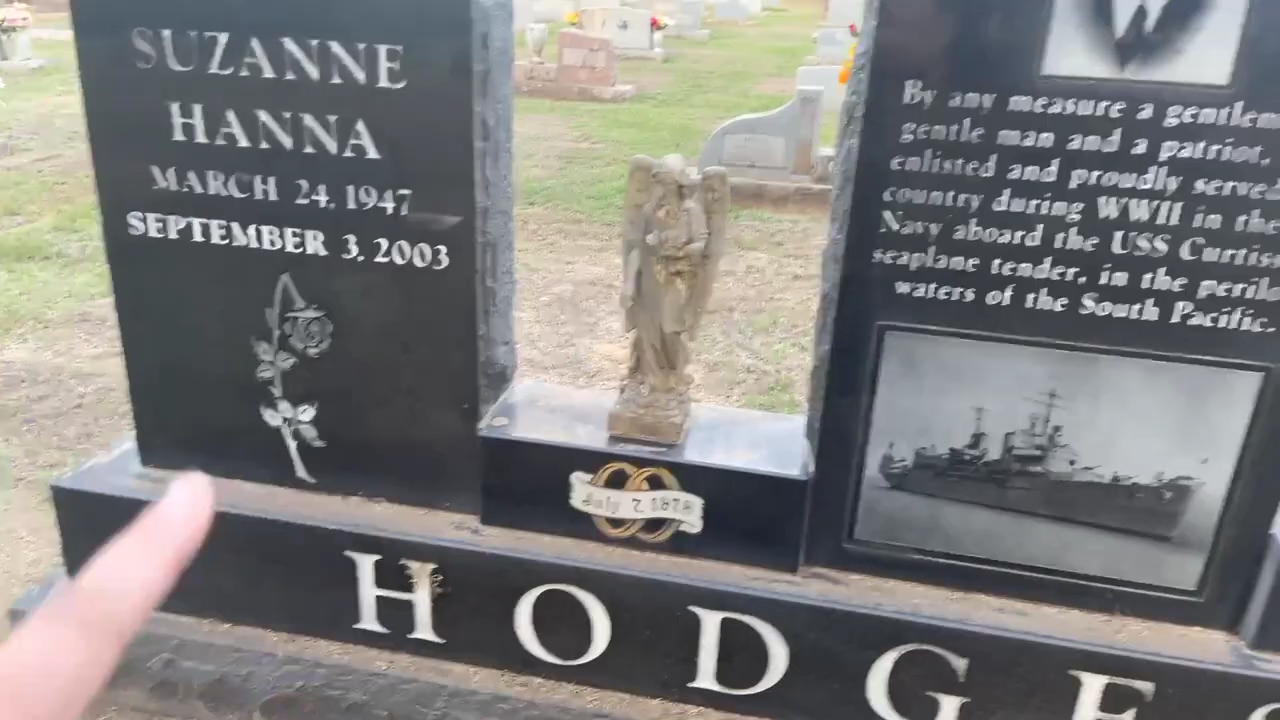 SUZANNE
HANNA
MARCH 24, 1947
SEPTEMBER 3, 2003
By any measure a gentlem
gentle man and a patriot,
enlisted and proudly served
country during WWII in the
Navy aboard the USS Curtiss
seaplane tender, in the peril
waters of the South Pacific.
July 7, 1978
HODGE